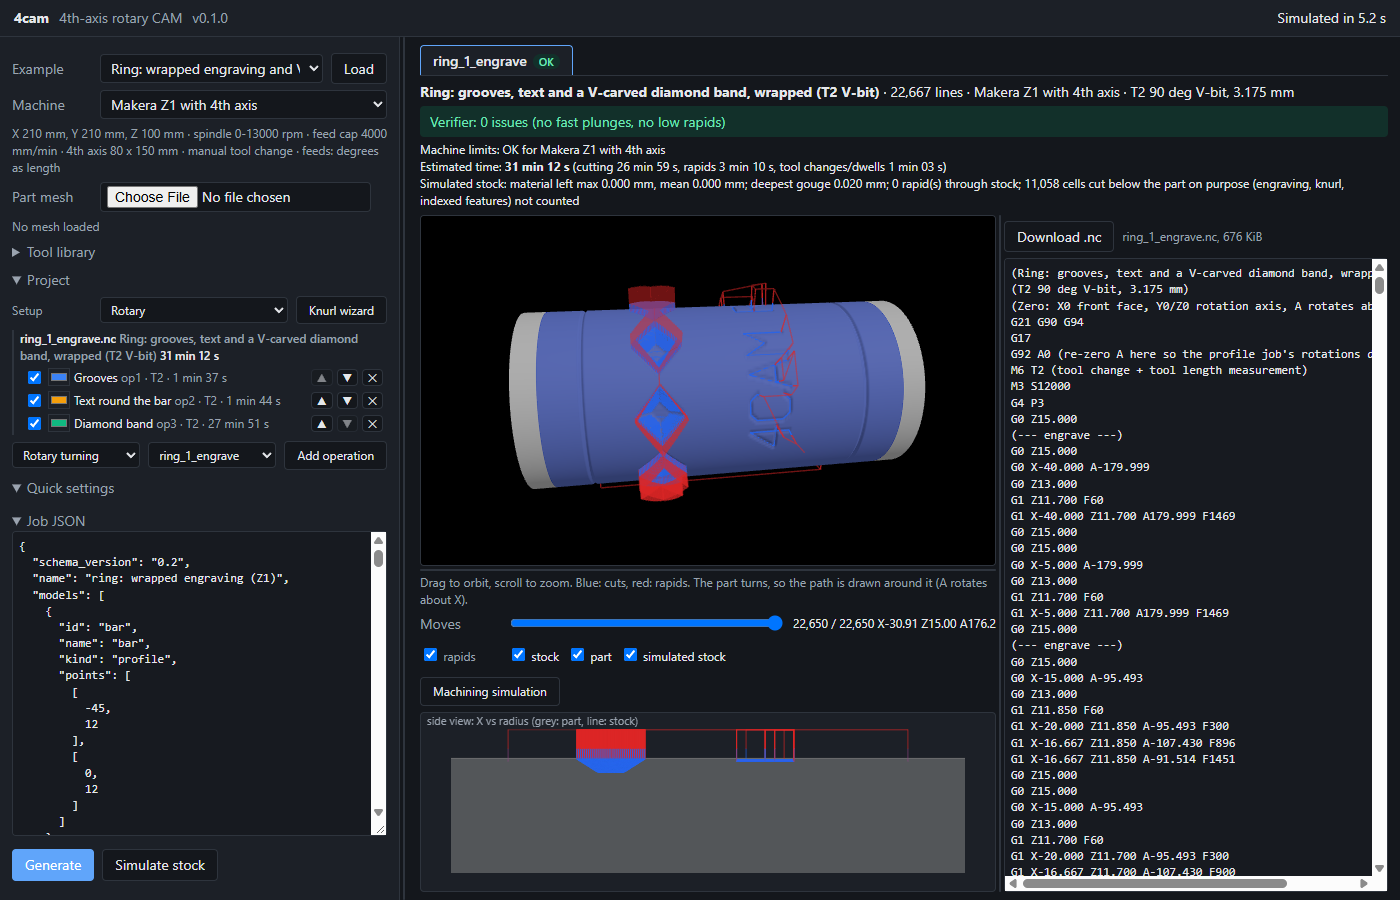 4cam 4th-axis rotary CAM v0.1.0
Simulated in 5.2 s
Example
Ring: wrapped engraving and V
Load
Machine
Makera Z1 with 4th axis
X 210 mm, Y 210 mm, Z 100 mm · spindle 0-13000 rpm · feed cap 4000
mm/min · 4th axis 80 x 150 mm · manual tool change · feeds: degrees
as length
Part mesh
Choose File No file chosen
No mesh loaded
Tool library
Project
Setup
Rotary
Knurl wizard
ring_1_engrave.nc Ring: grooves, text and a V-carved diamond
band, wrapped (T2 V-bit) 31 min 12 s
Grooves op1 · T2 · 1 min 37 s
Text round the bar op2 · T2 · 1 min 44 s
Diamond band op3 · T2 · 27 min 51 s
Rotary turning
ring_1_engrave
Add operation
Quick settings
Job JSON
{
"schema_version": "0.2",
"name": "ring: wrapped engraving (Z1)",
"models": [
{
"id": "bar",
"name": "bar",
"kind": "profile",
"points": [
[
-45,
12
],
[
0,
12
]
]
Generate
Simulate stock
ring_1_engrave OK
Ring: grooves, text and a V-carved diamond band, wrapped (T2 V-bit) · 22,667 lines · Makera Z1 with 4th axis · T2 90 deg V-bit, 3.175 mm
Verifier: 0 issues (no fast plunges, no low rapids)
Machine limits: OK for Makera Z1 with 4th axis
Estimated time: 31 min 12 s (cutting 26 min 59 s, rapids 3 min 10 s, tool changes/dwells 1 min 03 s)
Simulated stock: material left max 0.000 mm, mean 0.000 mm; deepest gouge 0.020 mm; 0 rapid(s) through stock; 11,058 cells cut below the part on purpose (engraving, knurl,
indexed features) not counted
4CAM
Drag to orbit, scroll to zoom. Blue: cuts, red: rapids. The part turns, so the path is drawn around it (A rotates
about X).
Moves
22,650 / 22,650 X-30.91 Z15.00 A176.2
rapids
stock
part
simulated stock
Machining simulation
side view: X vs radius (grey: part, line: stock)
Download .nc
ring_1_engrave.nc, 676 KiB
(Ring: grooves, text and a V-carved diamond band, wrapp
(T2 90 deg V-bit, 3.175 mm)
(Zero: X0 front face, Y0/Z0 rotation axis, A rotates ab
G21 G90 G94
G17
G92 A0 (re-zero A here so the profile job's rotations d
M6 T2 (tool change + tool length measurement)
M3 S12000
G4 P3
G0 Z15.000
(--- engrave ---)
G0 Z15.000
G0 X-40.000 A-179.999
G0 Z13.000
G1 Z11.700 F60
G1 X-40.000 Z11.700 A179.999 F1469
G0 Z15.000
G0 Z15.000
G0 X-5.000 A-179.999
G0 Z13.000
G1 Z11.700 F60
G1 X-5.000 Z11.700 A179.999 F1469
G0 Z15.000
(--- engrave ---)
G0 Z15.000
G0 X-15.000 A-95.493
G0 Z13.000
G1 Z11.850 F60
G1 X-20.000 Z11.850 A-95.493 F300
G1 X-16.667 Z11.850 A-107.430 F896
G1 X-16.667 Z11.850 A-91.514 F1451
G0 Z15.000
G0 Z15.000
G0 X-15.000 A-95.493
G0 Z13.000
G1 Z11.700 F60
G1 X-20.000 Z11.700 A-95.493 F300
G1 X-16.667 Z11.700 A-107.430 F900